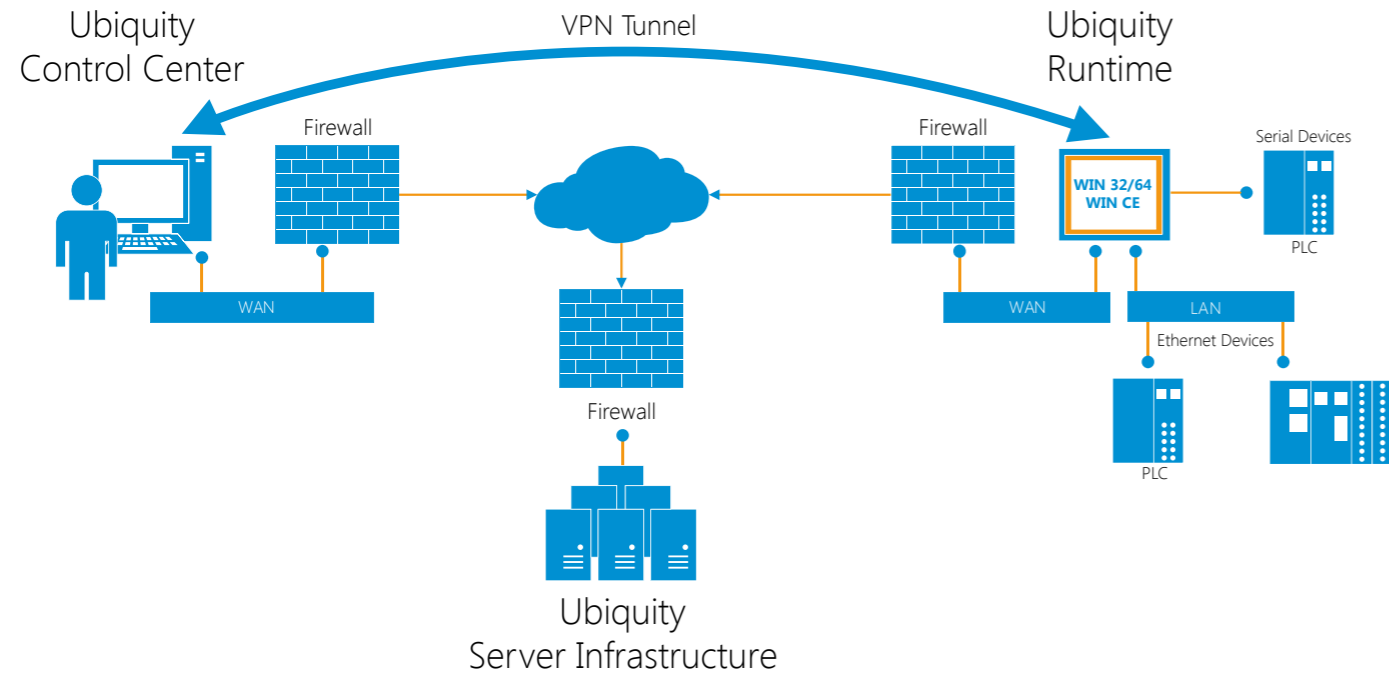 Ubiquity
Control Center
VPN Tunnel
Ubiquity
Runtime
Firewall
Firewall
Serial Devices
WIN 32/64
WIN CE
PLC
WAN
WAN
LAN
Ethernet Devices
Firewall
PLC
Ubiquity
Server Infrastructure